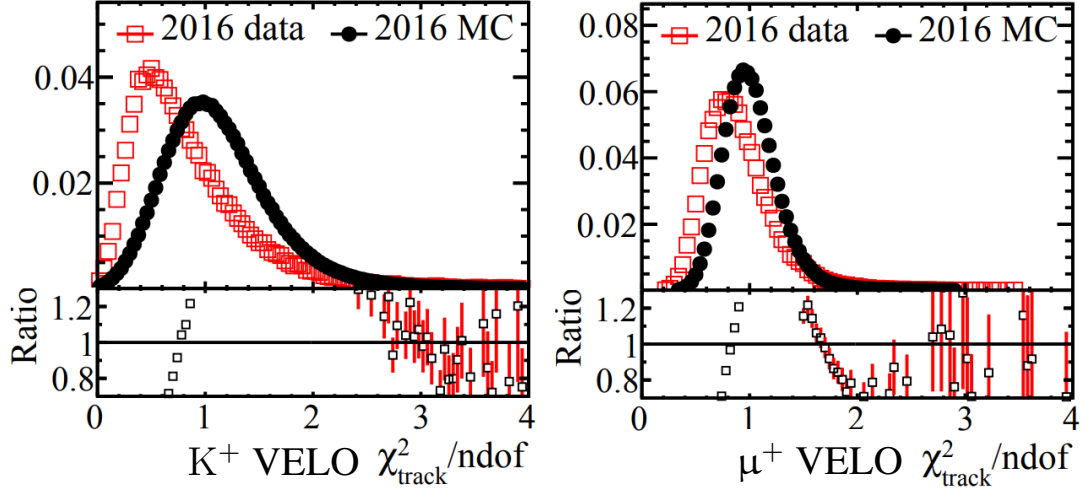 2016 data 2016 MC
0.04
0.02
Ratio
1.2
1
0.8
0 1 2 3 4
K⁺ VELO χ²track/ndof
2016 data 2016 MC
0.08
0.06
0.04
0.02
Ratio
1.2
1
0.8
0 1 2 3 4
μ⁺ VELO χ²track/ndof